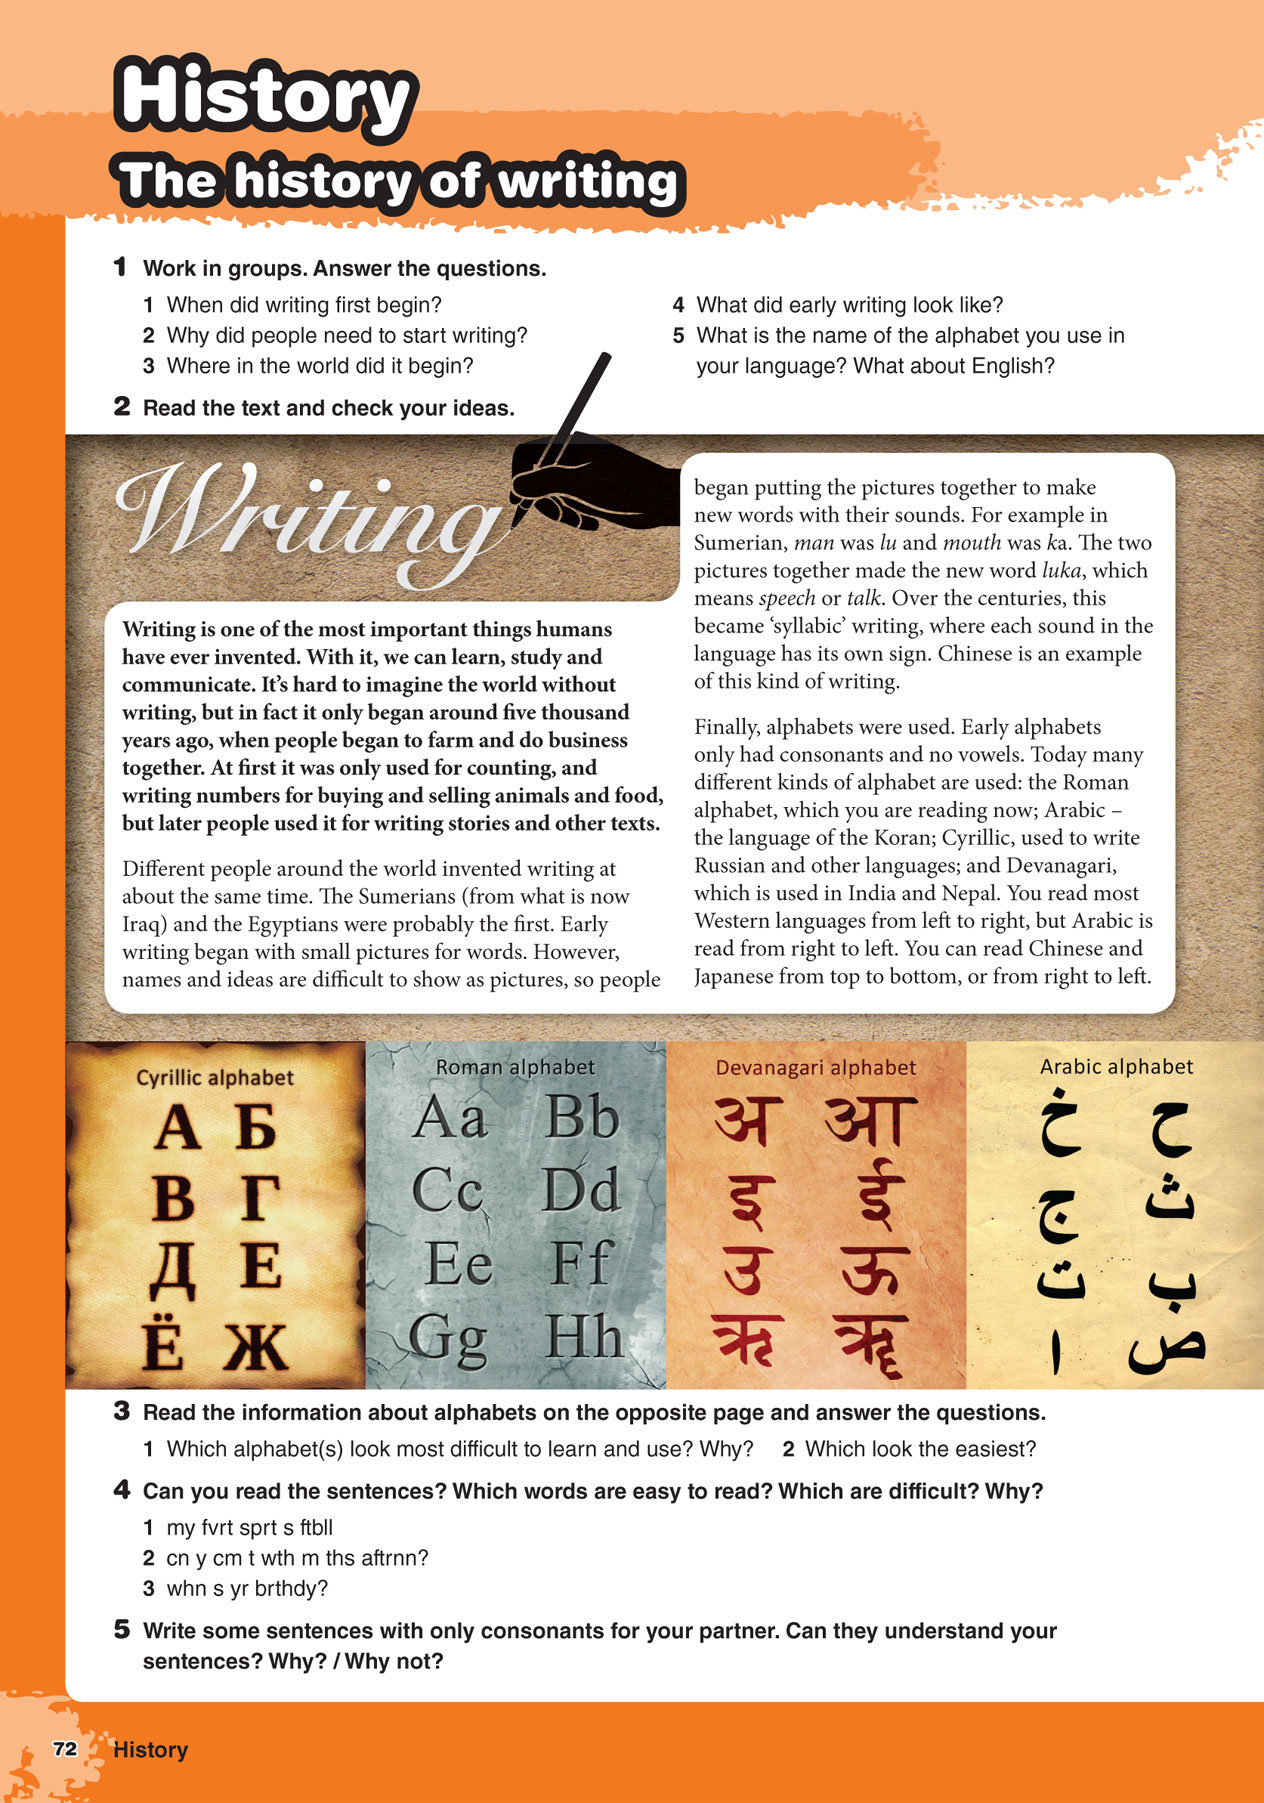 History
The history of writing
1 Work in groups. Answer the questions.
1 When did writing first begin?
2 Why did people need to start writing?
3 Where in the world did it begin?
4 What did early writing look like?
5 What is the name of the alphabet you use in
your language? What about English?
2 Read the text and check your ideas.
Writing
Writing is one of the most important things humans
have ever invented. With it, we can learn, study and
communicate. It's hard to imagine the world without
writing, but in fact it only began around five thousand
years ago, when people began to farm and do business
together. At first it was only used for counting, and
writing numbers for buying and selling animals and food,
but later people used it for writing stories and other texts.
Different people around the world invented writing at
about the same time. The Sumerians (from what is now
Iraq) and the Egyptians were probably the first. Early
writing began with small pictures for words. However,
names and ideas are difficult to show as pictures, so people
began putting the pictures together to make
new words with their sounds. For example in
Sumerian, man was lu and mouth was ka. The two
pictures together made the new word luka, which
means speech or talk. Over the centuries, this
became 'syllabic' writing, where each sound in the
language has its own sign. Chinese is an example
of this kind of writing.
Finally, alphabets were used. Early alphabets
only had consonants and no vowels. Today many
different kinds of alphabet are used: the Roman
alphabet, which you are reading now; Arabic –
the language of the Koran; Cyrillic, used to write
Russian and other languages; and Devanagari,
which is used in India and Nepal. You read most
Western languages from left to right, but Arabic is
read from right to left. You can read Chinese and
Japanese from top to bottom, or from right to left.
Cyrillic alphabet
А Б
В Г
Д Е
Ё Ж
Roman alphabet
Aa Bb
Cc Dd
Ee Ff
Gg Hh
Devanagari alphabet
अ आ
इ ई
उ ऊ
ऋ ॠ
Arabic alphabet
ح خ
ث ج
ب ت
ص ا
3 Read the information about alphabets on the opposite page and answer the questions.
1 Which alphabet(s) look most difficult to learn and use? Why? 2 Which look the easiest?
4 Can you read the sentences? Which words are easy to read? Which are difficult? Why?
1 my fvrt sprt s ftbll
2 cn y cm t wth m ths aftrnn?
3 whn s yr brthdy?
5 Write some sentences with only consonants for your partner. Can they understand your
sentences? Why? / Why not?
72 History